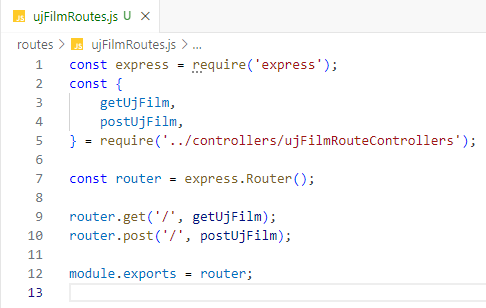 JS ujFilmRoutes.js U ×
routes > JS ujFilmRoutes.js > ...
1 const express = require('express');
2 const {
3     getUjFilm,
4     postUjFilm,
5 } = require('../controllers/ujFilmRouteControllers');
6
7 const router = express.Router();
8
9 router.get('/', getUjFilm);
10 router.post('/', postUjFilm);
11
12 module.exports = router;
13